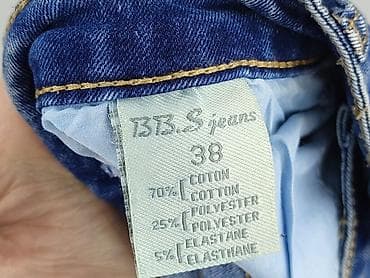 B.B.S jeans
38
70% COTON
COTTON
25% POLYESTER
POLYESTER
5% ELASTANE
ELASTHANE